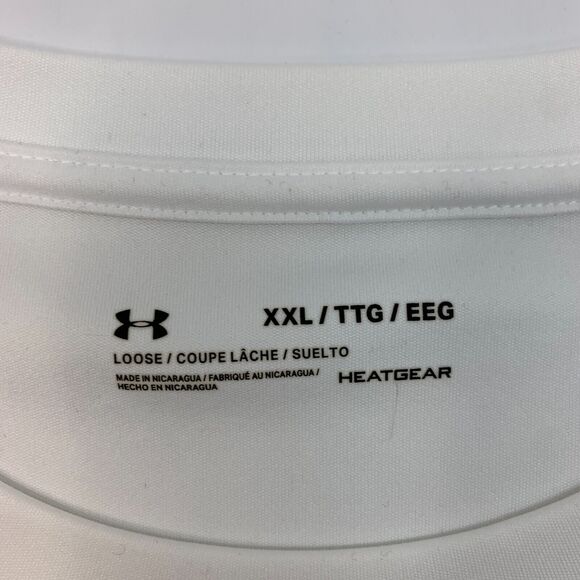 XXL / TTG / EEG
LOOSE / COUPE LÂCHE / SUELTO
MADE IN NICARAGUA / FABRIQUÉ AU NICARAGUA /
HECHO EN NICARAGUA
HEATGEAR